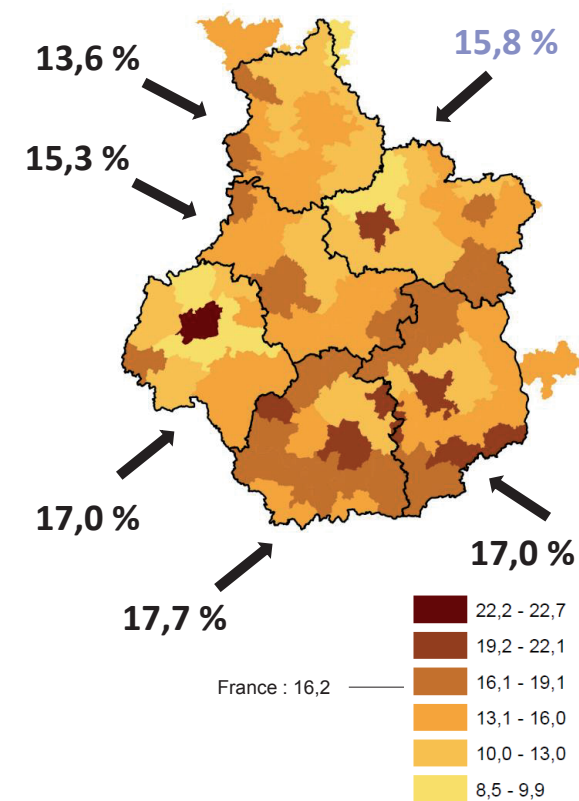 13,6 %
15,8 %
15,3 %
17,0 %
17,0 %
17,7 %
France : 16,2
22,2 - 22,7
19,2 - 22,1
16,1 - 19,1
13,1 - 16,0
10,0 - 13,0
8,5 - 9,9